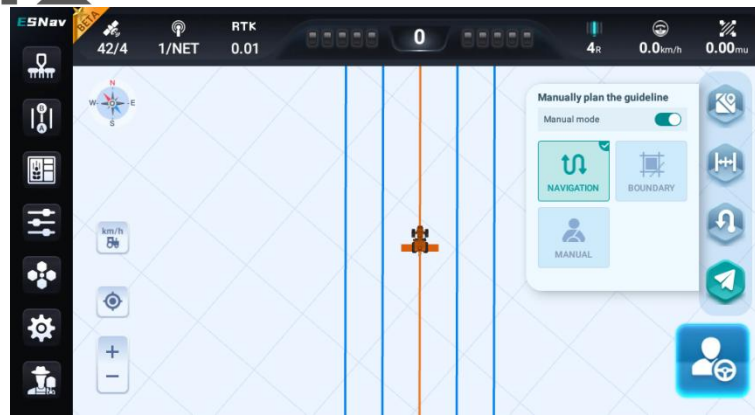 ESNav
BETA
42/4
1/NET
RTK
0.01
0
4R
0.0km/h
0.00mu
N
W
E
S
Manually plan the guideline
Manual mode
NAVIGATION
BOUNDARY
MANUAL
km/h
A
+
−